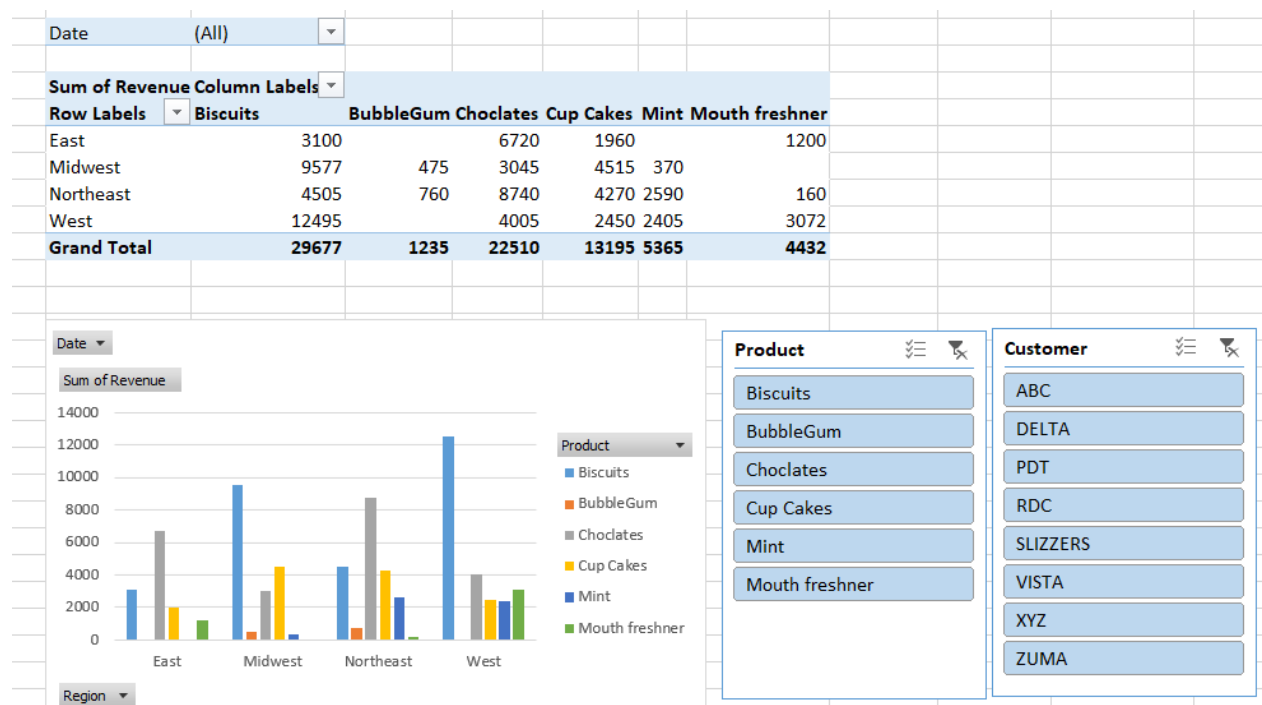 Date (All)
Sum of Revenue Column Labels
Row Labels Biscuits BubbleGum Choclates Cup Cakes Mint Mouth freshner
East 3100 6720 1960 1200
Midwest 9577 475 3045 4515 370
Northeast 4505 760 8740 4270 2590 160
West 12495 4005 2450 2405 3072
Grand Total 29677 1235 22510 13195 5365 4432
Date
Sum of Revenue
14000
12000
10000
8000
6000
4000
2000
0
East Midwest Northeast West
Region
Product
Biscuits
BubbleGum
Choclates
Cup Cakes
Mint
Mouth freshner
Product
Biscuits
BubbleGum
Choclates
Cup Cakes
Mint
Mouth freshner
Customer
ABC
DELTA
PDT
RDC
SLIZZERS
VISTA
XYZ
ZUMA